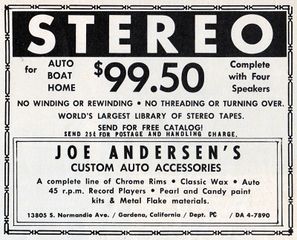 STEREO
for AUTO BOAT HOME $99.50 Complete with Four Speakers
NO WINDING OR REWINDING • NO THREADING OR TURNING OVER.
WORLD'S LARGEST LIBRARY OF STEREO TAPES.
SEND FOR FREE CATALOG!
SEND 25¢ FOR POSTAGE AND HANDLING CHARGE.
JOE ANDERSEN'S
CUSTOM AUTO ACCESSORIES
A complete line of Chrome Rims • Classic Wax • Auto
45 r.p.m. Record Players • Pearl and Candy paint
kits & Metal Flake materials.
13805 S. Normandie Ave. / Gardena, California / Dept. PC / DA 4-7890